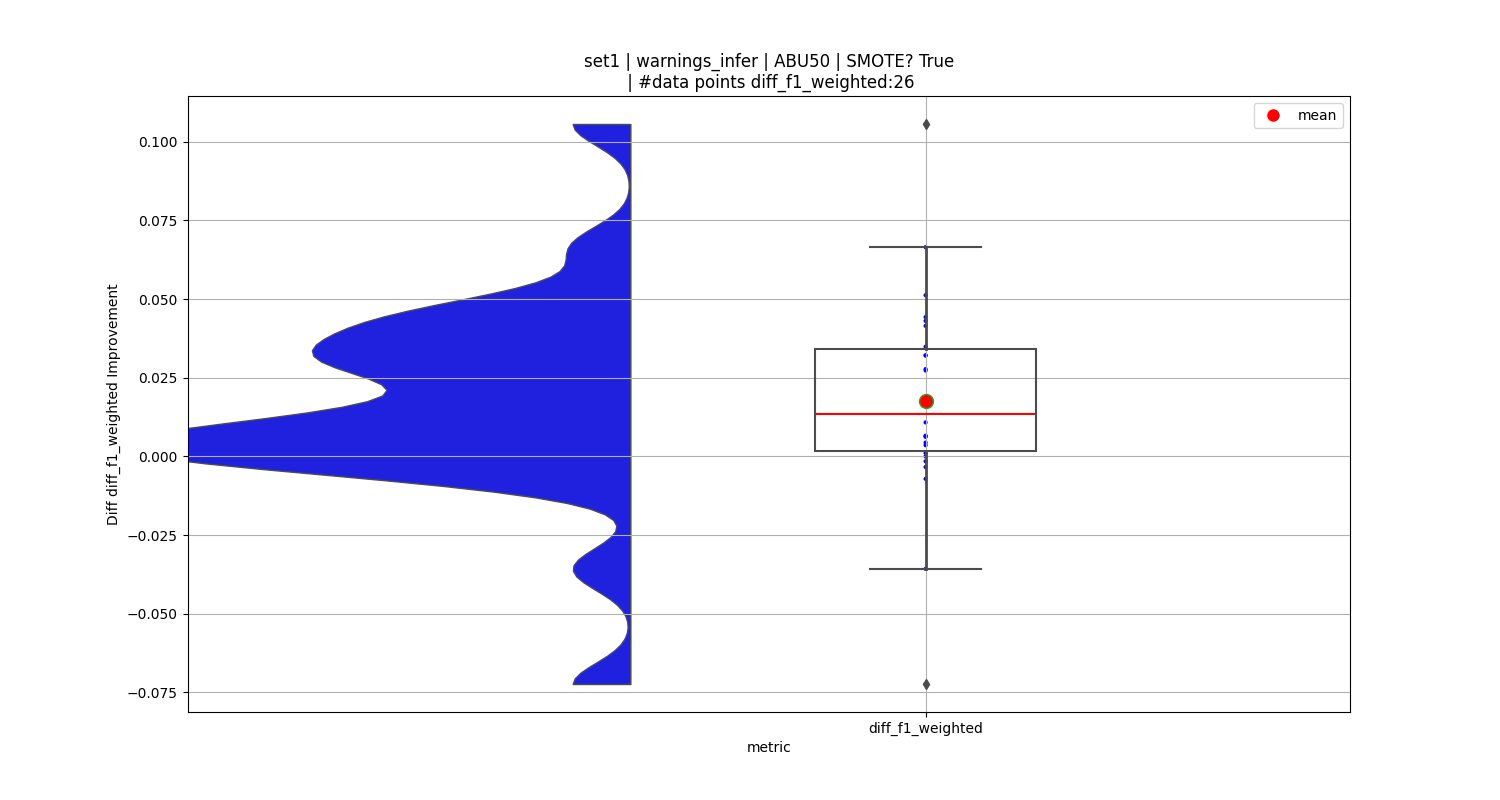 set1 | warnings_infer | ABU50 | SMOTE? True
| #data points diff_f1_weighted:26
mean
0.100
0.075
0.050
0.025
0.000
−0.025
−0.050
−0.075
Diff diff_f1_weighted Improvement
diff_f1_weighted
metric